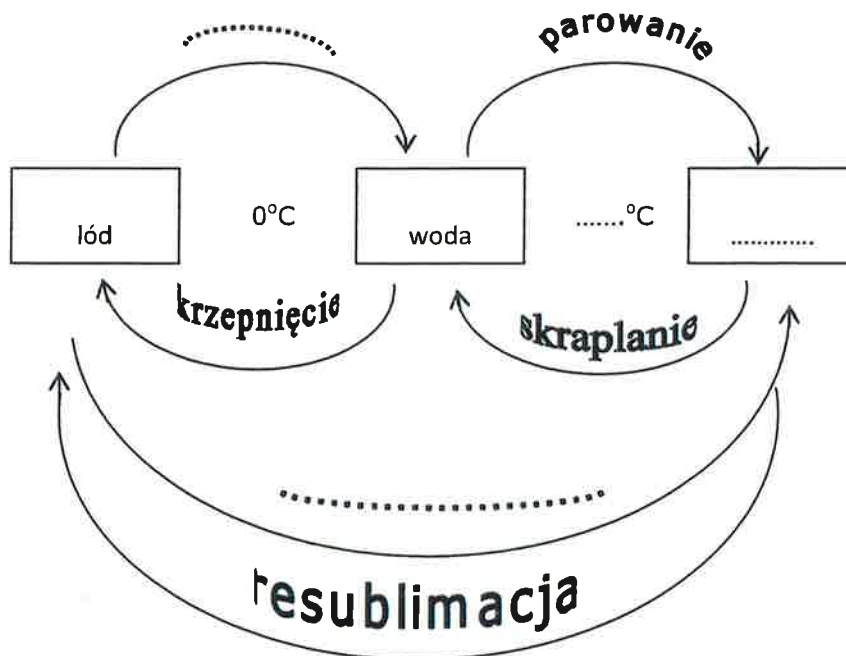 ....................
parowanie
lód
0°C
woda
.......°C
.............
krzepnięcie
skraplanie
........................................
resublimacja